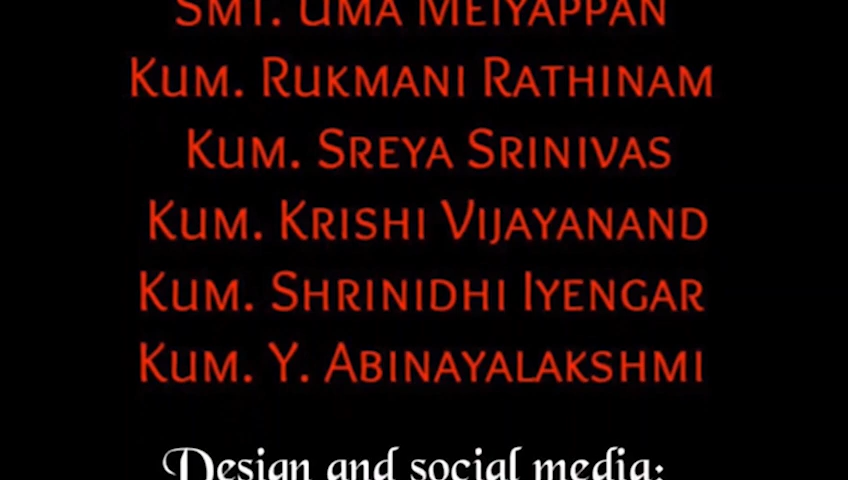 Smt. Uma Meiyappan
Kum. Rukmani Rathinam
Kum. Sreya Srinivas
Kum. Krishi Vijayanand
Kum. Shrinidhi Iyengar
Kum. Y. Abinayalakshmi
Design and social media: